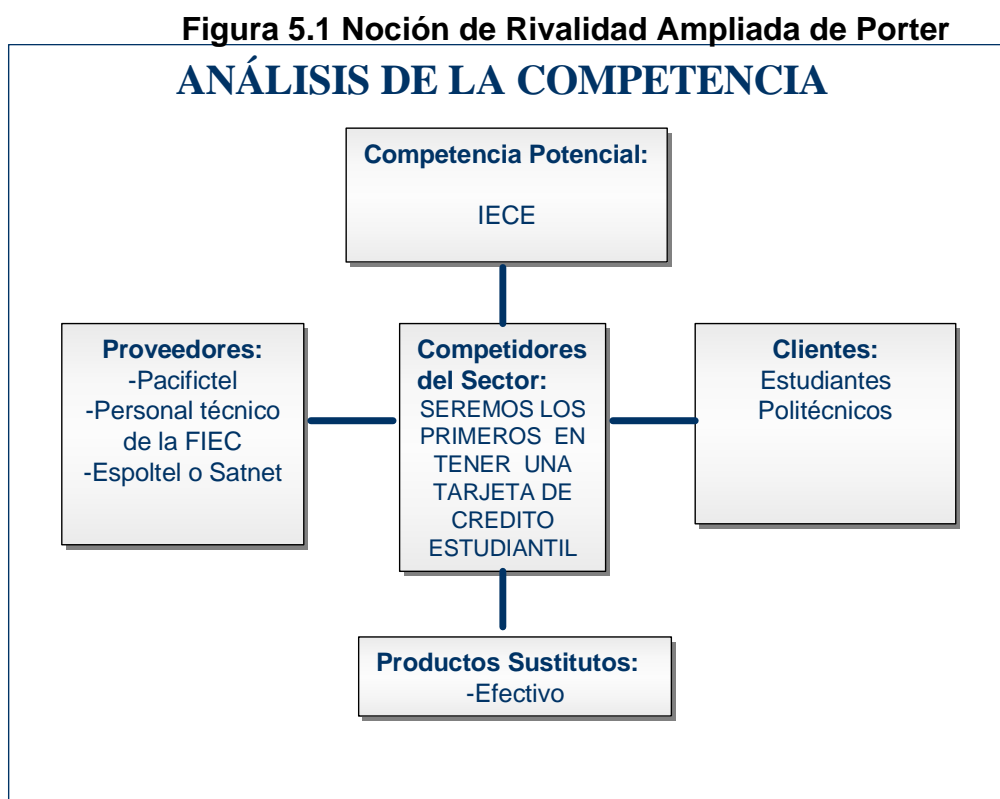 Figura 5.1 Noción de Rivalidad Ampliada de Porter
ANÁLISIS DE LA COMPETENCIA
Competencia Potencial:
IECE
Proveedores:
-Pacifictel
-Personal técnico
de la FIEC
-Espoltel o Satnet
Competidores
del Sector:
SEREMOS LOS
PRIMEROS EN
TENER UNA
TARJETA DE
CREDITO
ESTUDIANTIL
Clientes:
Estudiantes
Politécnicos
Productos Sustitutos:
-Efectivo